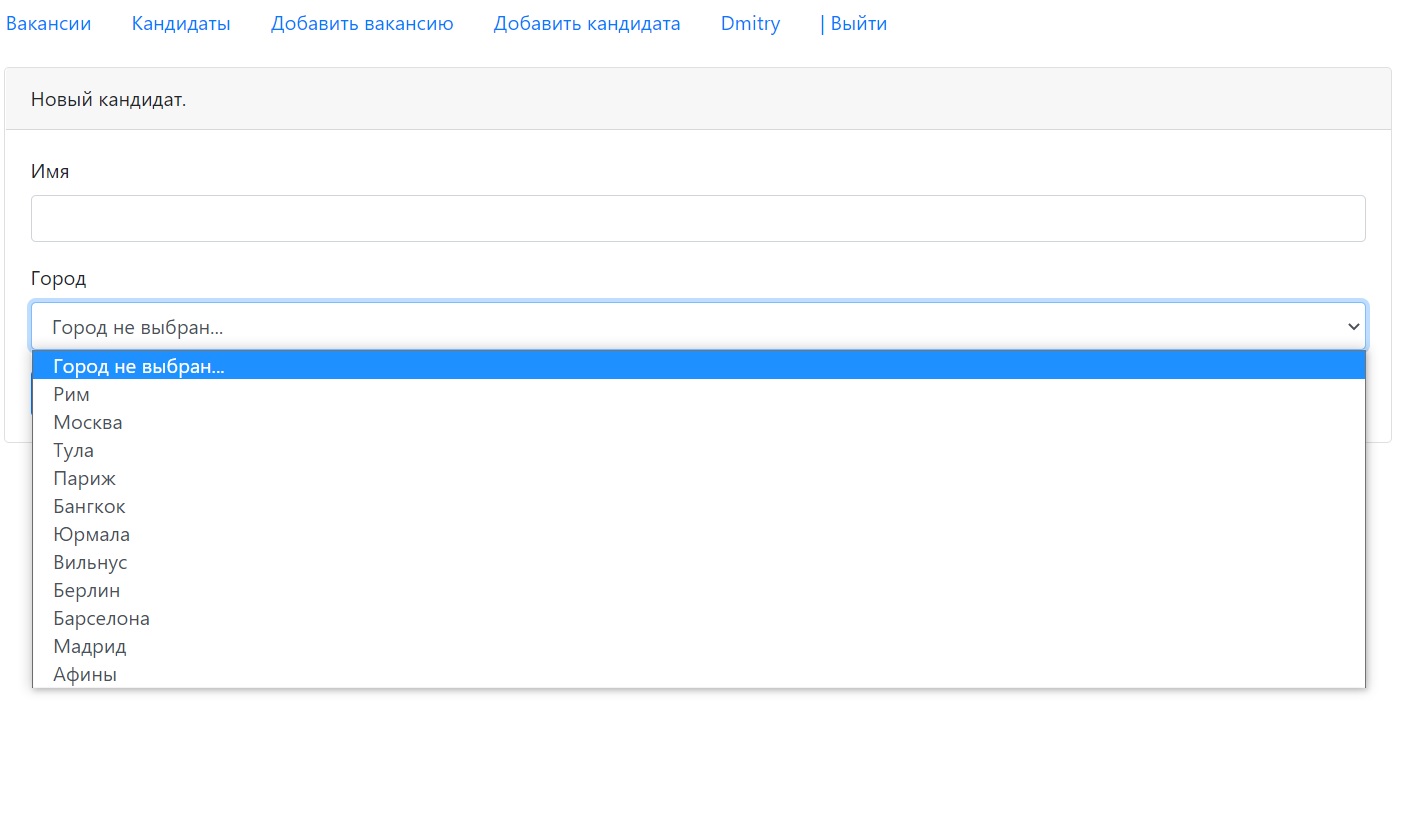 Вакансии Кандидаты Добавить вакансию Добавить кандидата Dmitry | Выйти
Новый кандидат.
Имя
Город
Город не выбран...
Город не выбран...
Рим
Москва
Тула
Париж
Бангкок
Юрмала
Вильнус
Берлин
Барселона
Мадрид
Афины